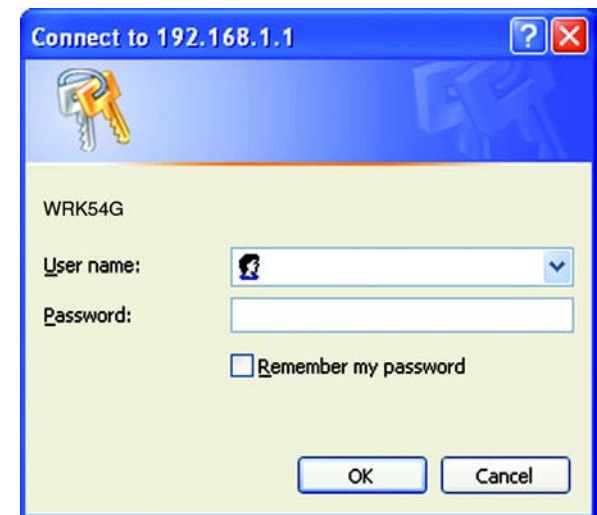 Connect to 192.168.1.1
WRK54G
User name:
Password:
Remember my password
OK Cancel